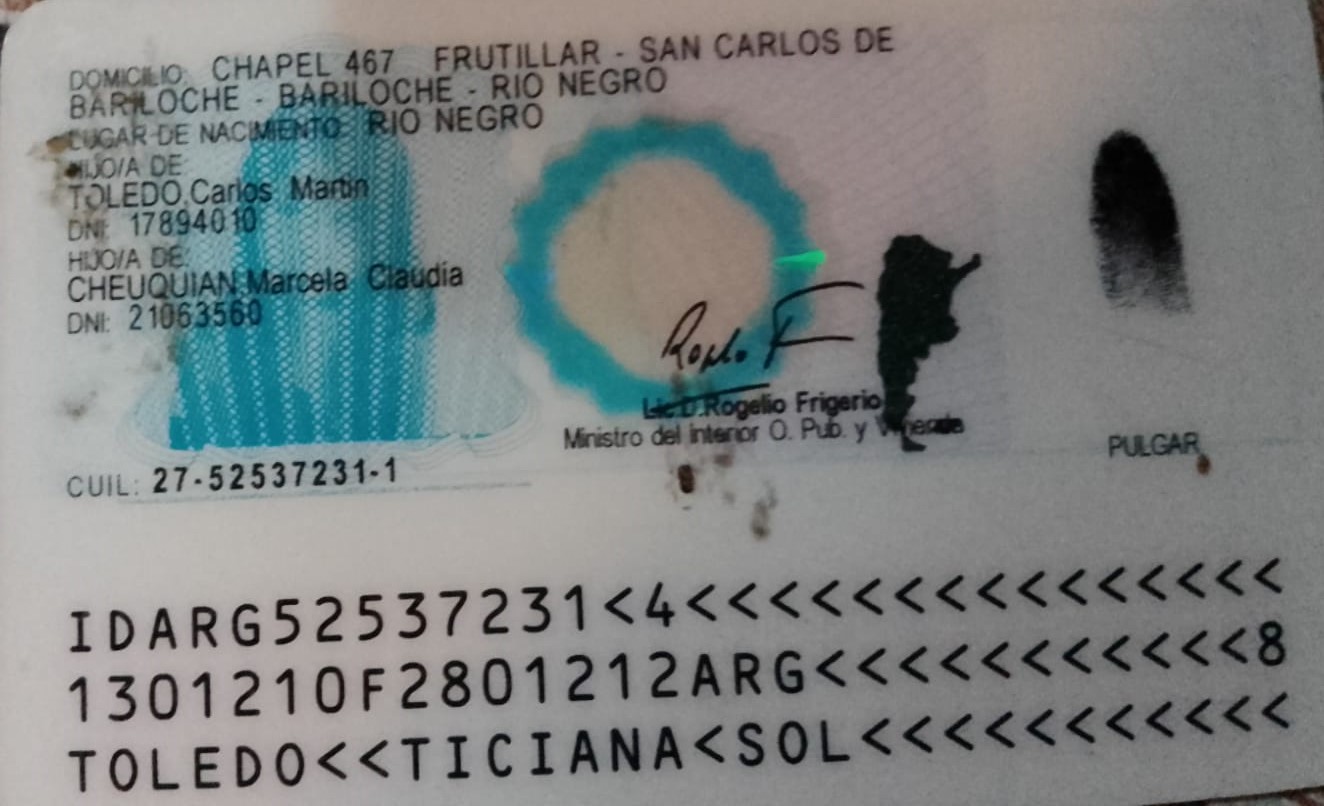 DOMICILIO: CHAPEL 467 FRUTILLAR - SAN CARLOS DE
BARILOCHE - BARILOCHE - RIO NEGRO
LUGAR DE NACIMIENTO: RIO NEGRO
HIJO/A DE:
TOLEDO,Carlos Martin
DNI: 17894010
HIJO/A DE:
CHEUQUIAN,Marcela Claudia
DNI: 21063560
Lic.D.Rogelio Frigerio
Ministro del Interior O. Pub. y Vivienda
PULGAR
CUIL: 27-52537231-1
IDARG52537231<4<<<<<<<<<<<<<<<
1301210F2801212ARG<<<<<<<<<<<8
TOLEDO<<TICIANA<SOL<<<<<<<<<<<